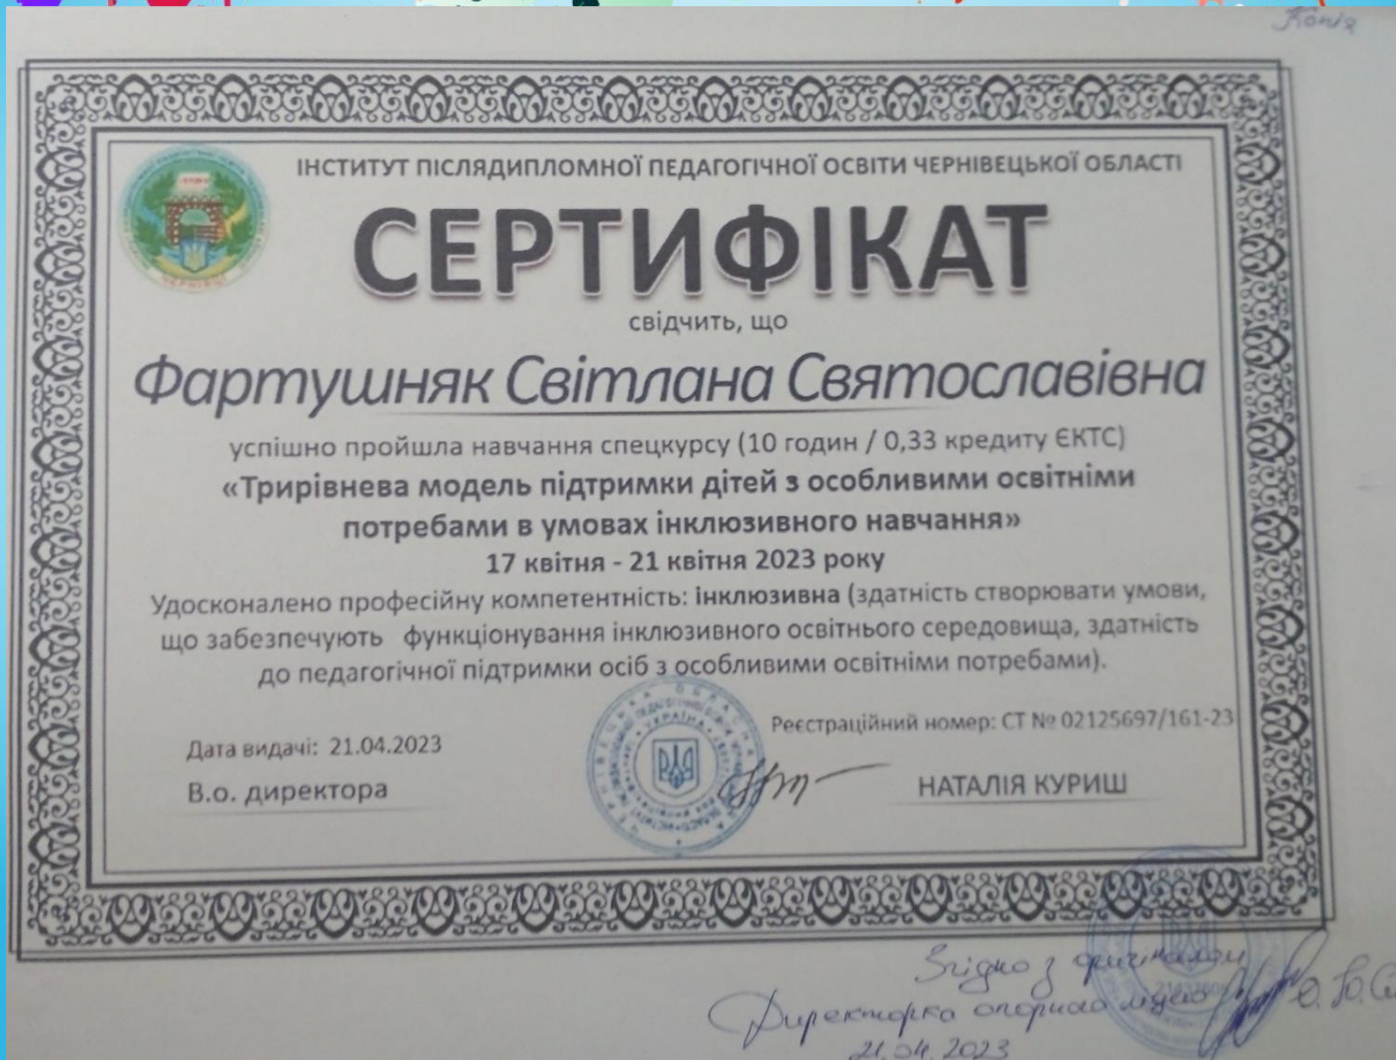 Копія
ІНСТИТУТ ПІСЛЯДИПЛОМНОЇ ПЕДАГОГІЧНОЇ ОСВІТИ ЧЕРНІВЕЦЬКОЇ ОБЛАСТІ
СЕРТИФІКАТ
свідчить, що
Фартушняк Світлана Святославівна
успішно пройшла навчання спецкурсу (10 годин / 0,33 кредиту ЄКТС)
«Трирівнева модель підтримки дітей з особливими освітніми
потребами в умовах інклюзивного навчання»
17 квітня - 21 квітня 2023 року
Удосконалено професійну компетентність: інклюзивна (здатність створювати умови,
що забезпечують функціонування інклюзивного освітнього середовища, здатність
до педагогічної підтримки осіб з особливими освітніми потребами).
Реєстраційний номер: СТ № 02125697/161-23
Дата видачі: 21.04.2023
В.о. директора
НАТАЛІЯ КУРИШ
УКРАЇНА
ЧЕРНІВЦІ
Згідно з оригіналом
Директорка опорного ліцею
21.04.2023